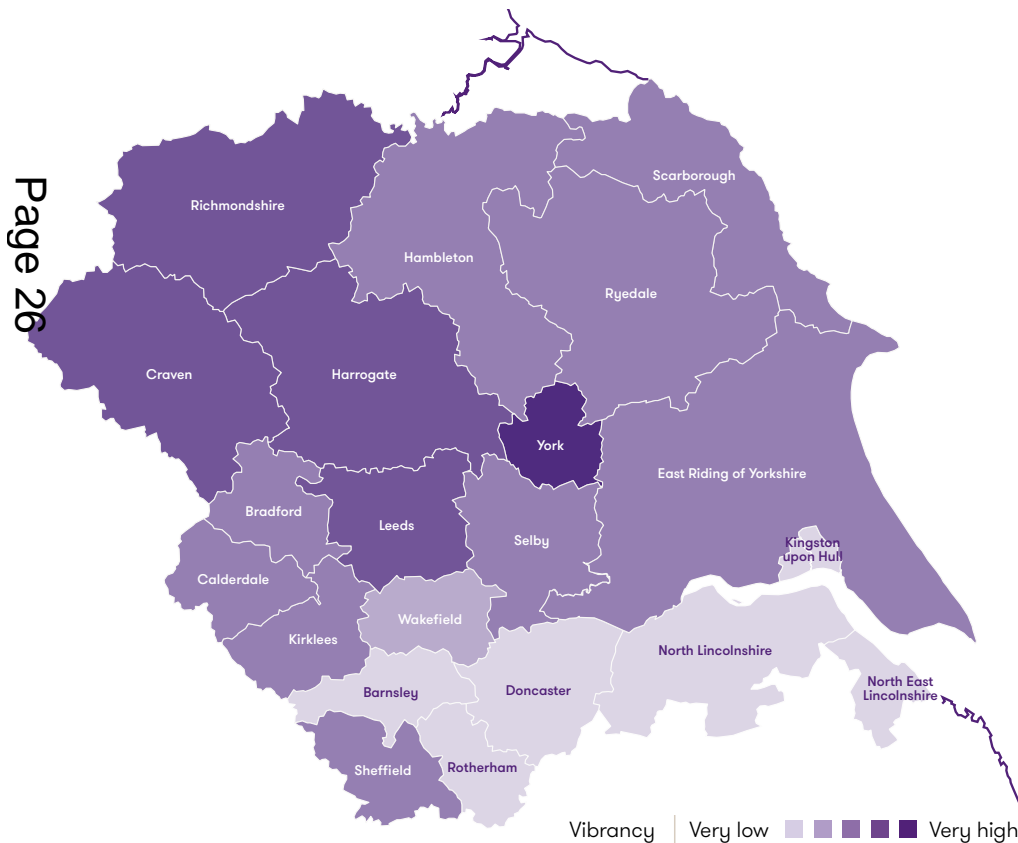 Page 26
Scarborough
Richmondshire
Hambleton
Ryedale
Craven
Harrogate
York
East Riding of Yorkshire
Bradford
Leeds
Selby
Kingston
upon Hull
Calderdale
Wakefield
Kirklees
North Lincolnshire
Barnsley
Doncaster
North East
Lincolnshire
Sheffield
Rotherham
Vibrancy Very low Very high